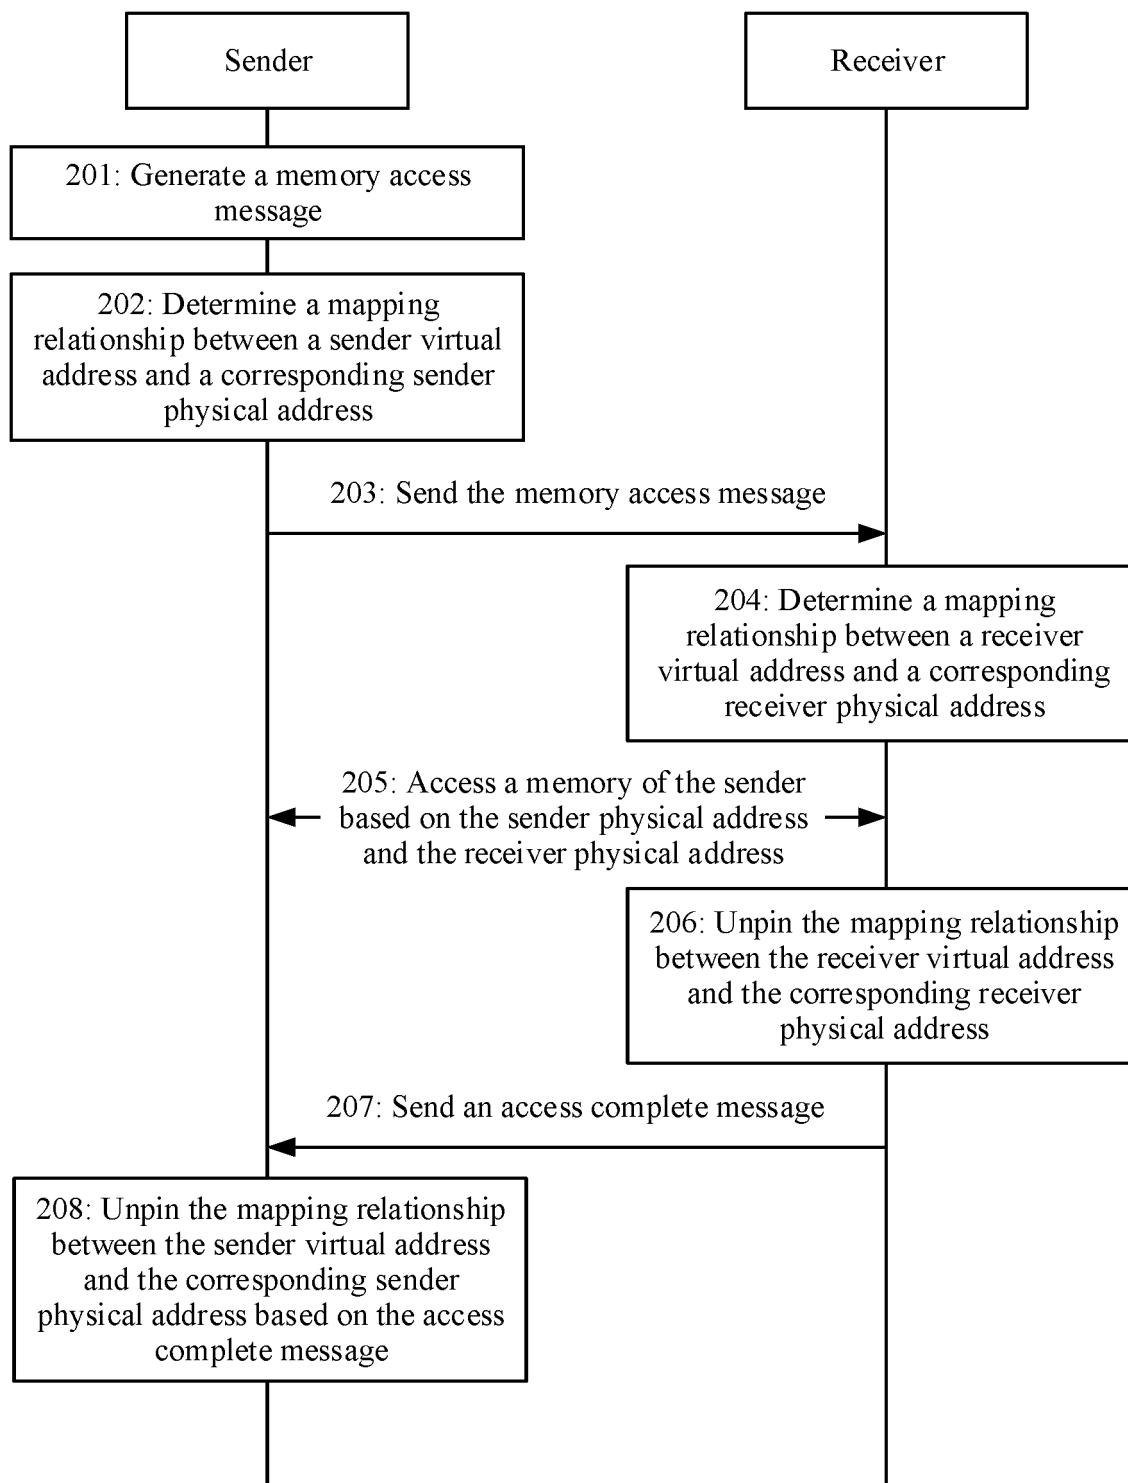 Sender
Receiver
201: Generate a memory access
message
202: Determine a mapping
relationship between a sender virtual
address and a corresponding sender
physical address
203: Send the memory access message
204: Determine a mapping
relationship between a receiver
virtual address and a corresponding
receiver physical address
205: Access a memory of the sender
based on the sender physical address
and the receiver physical address
206: Unpin the mapping relationship
between the receiver virtual address
and the corresponding receiver
physical address
207: Send an access complete message
208: Unpin the mapping relationship
between the sender virtual address
and the corresponding sender
physical address based on the access
complete message